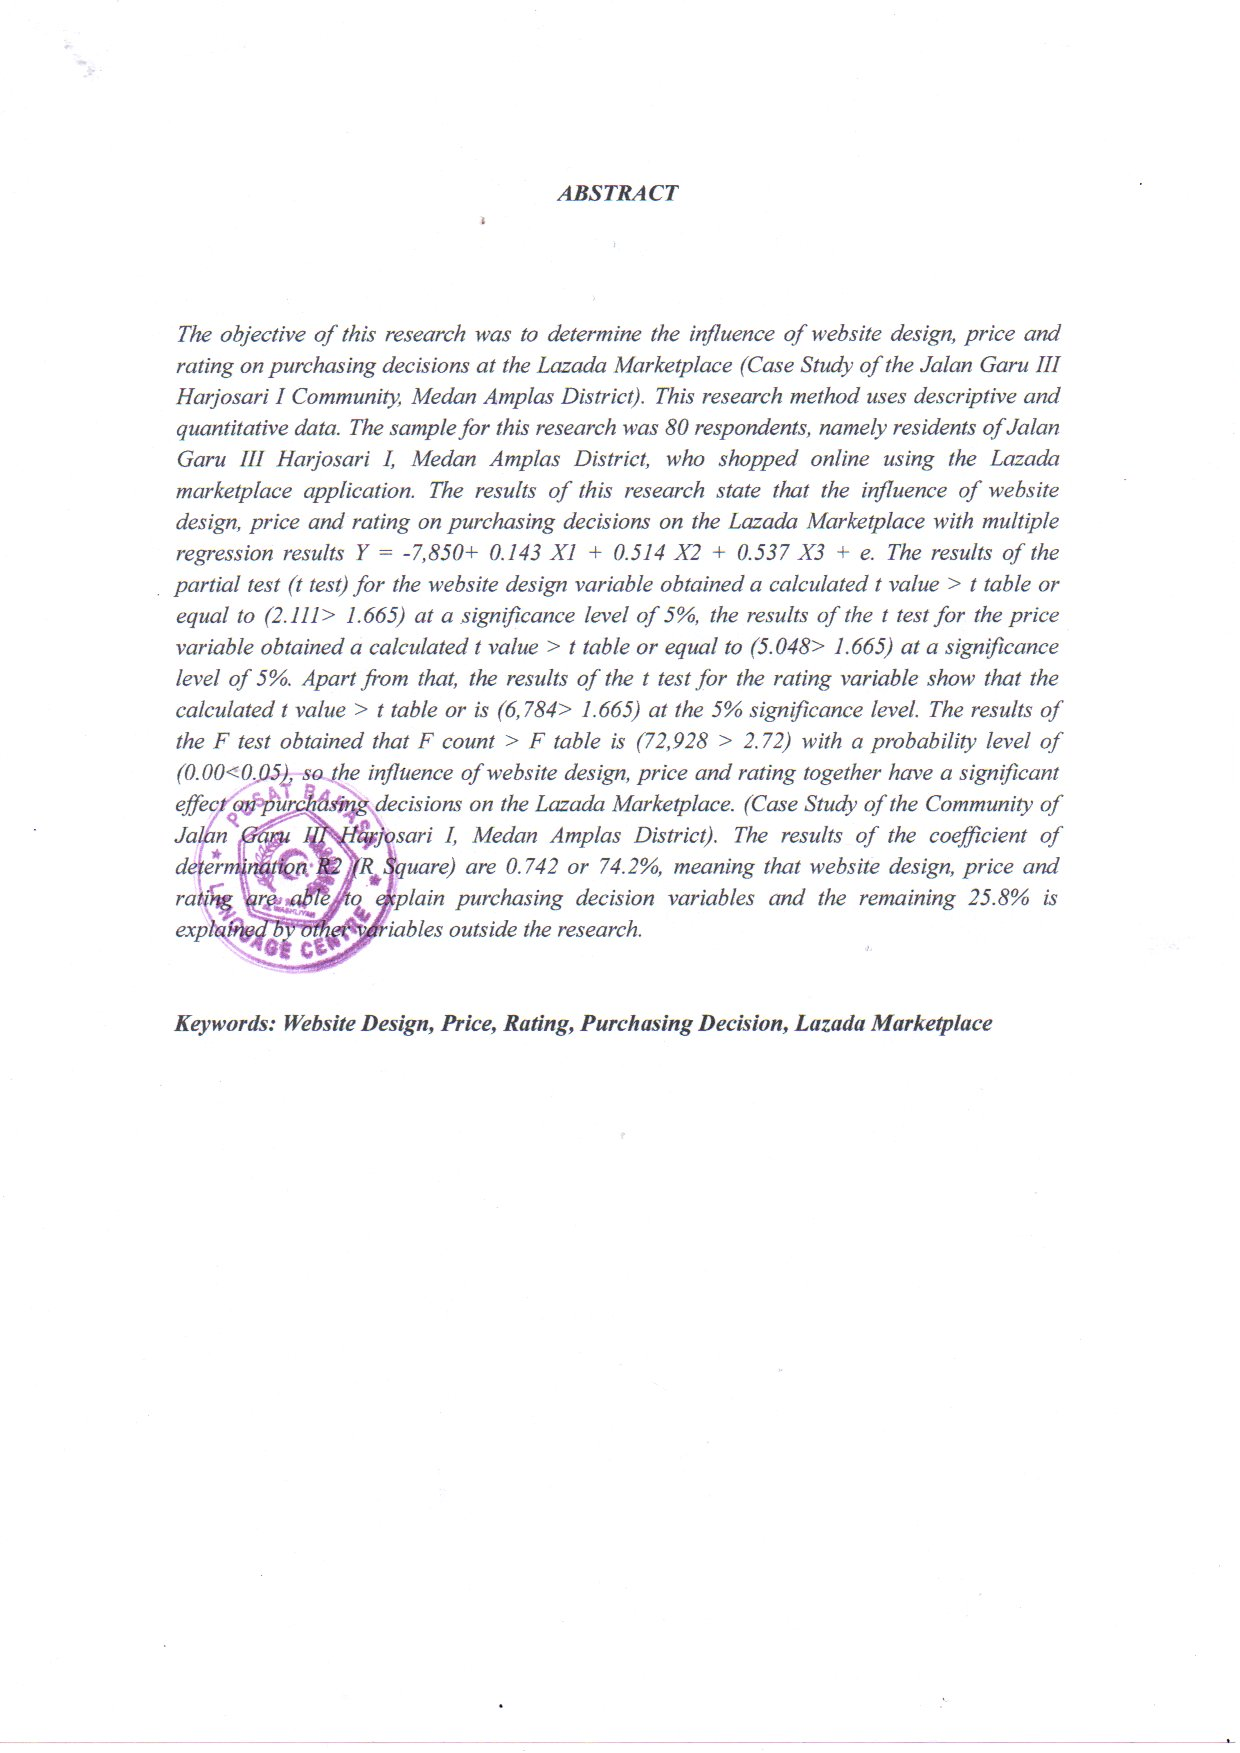 ABSTRACT
The objective of this research was to determine the influence of website design, price and
rating on purchasing decisions at the Lazada Marketplace (Case Study of the Jalan Garu III
Harjosari I Community, Medan Amplas District). This research method uses descriptive and
quantitative data. The sample for this research was 80 respondents, namely residents of Jalan
Garu III Harjosari I, Medan Amplas District, who shopped online using the Lazada
marketplace application. The results of this research state that the influence of website
design, price and rating on purchasing decisions on the Lazada Marketplace with multiple
regression results Y = -7,850+ 0.143 X1 + 0.514 X2 + 0.537 X3 + e. The results of the
partial test (t test) for the website design variable obtained a calculated t value > t table or
equal to (2.111> 1.665) at a significance level of 5%, the results of the t test for the price
variable obtained a calculated t value > t table or equal to (5.048> 1.665) at a significance
level of 5%. Apart from that, the results of the t test for the rating variable show that the
calculated t value > t table or is (6,784> 1.665) at the 5% significance level. The results of
the F test obtained that F count > F table is (72,928 > 2.72) with a probability level of
(0.00<0.05), so the influence of website design, price and rating together have a significant
effect on purchasing decisions on the Lazada Marketplace. (Case Study of the Community of
Jalan Garu III Harjosari I, Medan Amplas District). The results of the coefficient of
determination R2 (R Square) are 0.742 or 74.2%, meaning that website design, price and
rating are able to explain purchasing decision variables and the remaining 25.8% is
explained by other variables outside the research.
PUSAT BAHASA
LANGUAGE CENTRE
Keywords: Website Design, Price, Rating, Purchasing Decision, Lazada Marketplace